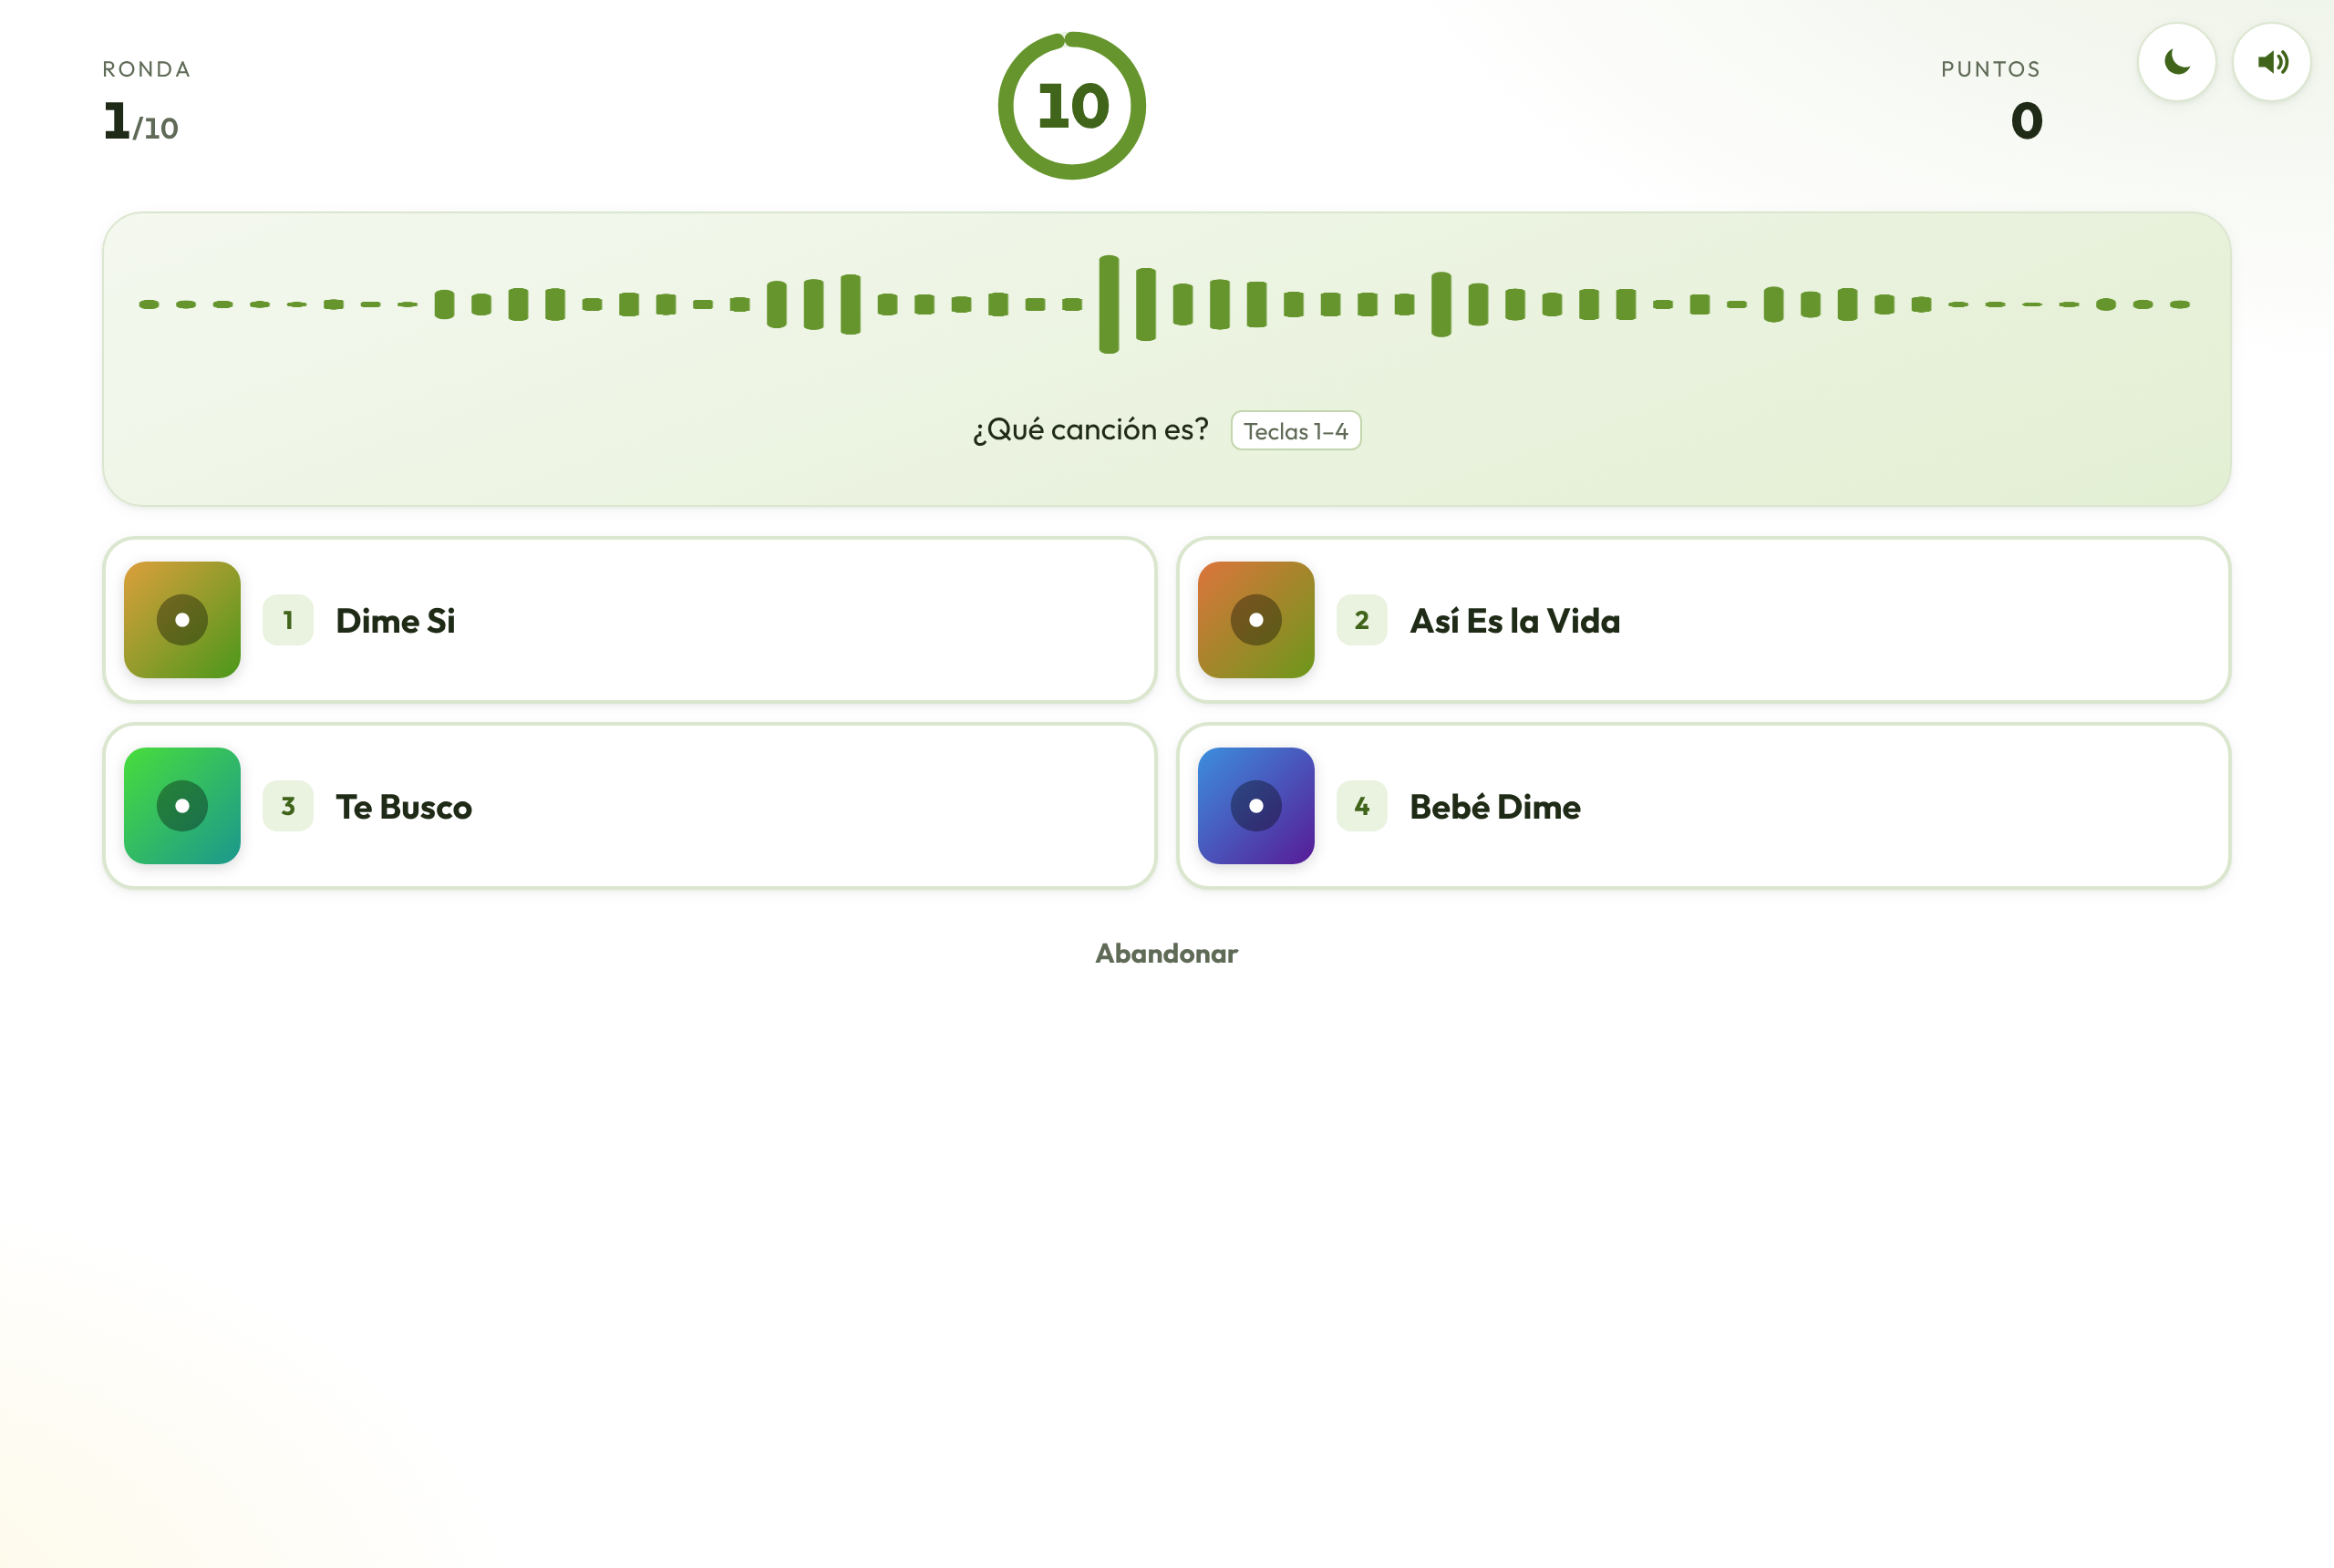 RONDA
1/10
10
PUNTOS
0
¿Qué canción es? Teclas 1–4
1 Dime Si
2 Así Es la Vida
3 Te Busco
4 Bebé Dime
Abandonar